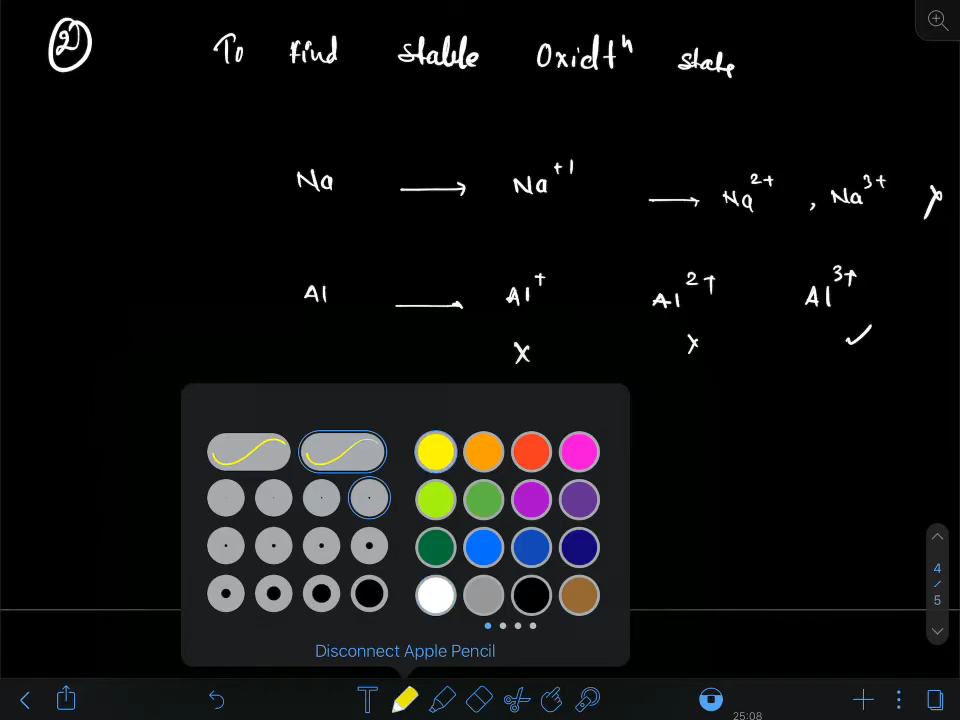 ② To Find Stable Oxidtⁿ state
Na → Na⁺¹ → Na²⁺ , Na³⁺ ✗
Al → Al⁺ Al²⁺ Al³⁺
✗ ✗ ✓
Disconnect Apple Pencil
4
/
5
T
25:08